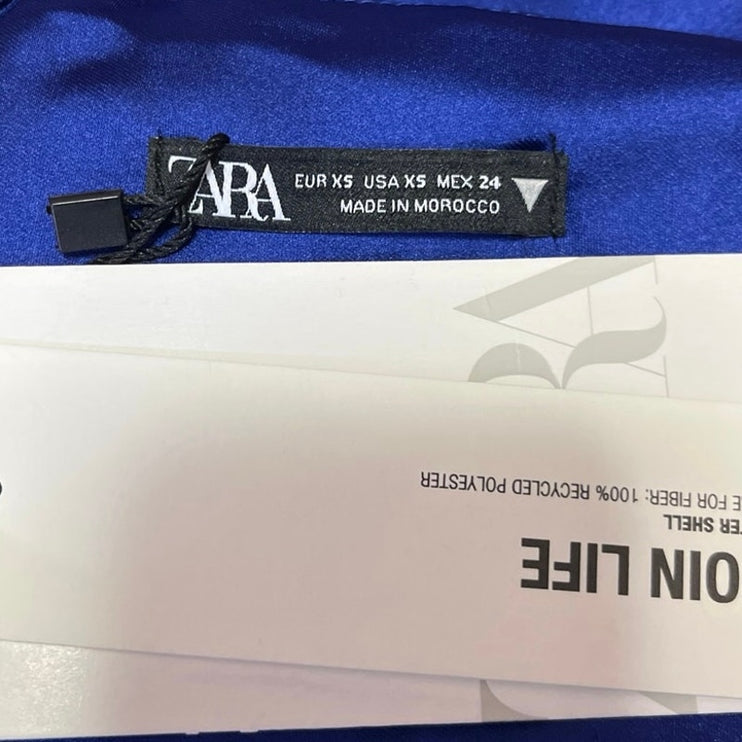 ZARA
EUR XS USA XS MEX 24
MADE IN MOROCCO
OIN LIFE
ER SHELL
E FOR FIBER: 100% RECYCLED POLYESTER